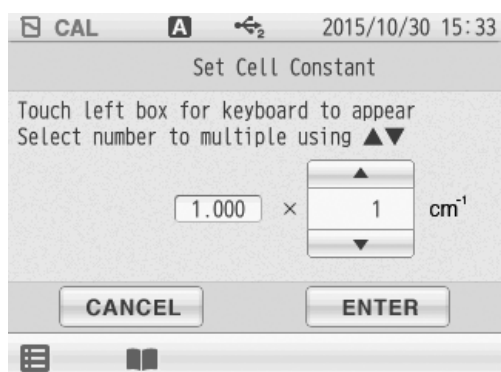 CAL A 2 2015/10/30 15:33
Set Cell Constant
Touch left box for keyboard to appear
Select number to multiple using ▲▼
1.000 × 1 cm⁻¹
CANCEL ENTER